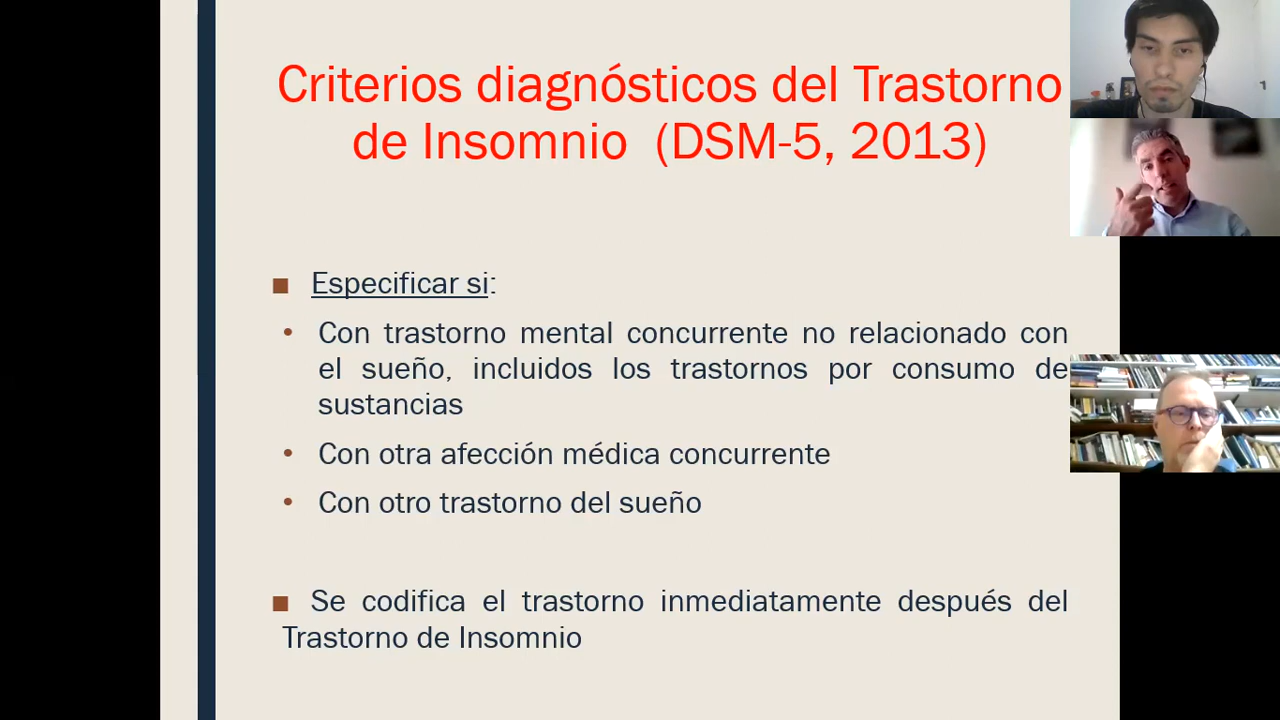 Criterios diagnósticos del Trastorno
de Insomnio (DSM-5, 2013)
■ Especificar si:
• Con trastorno mental concurrente no relacionado con
el sueño, incluidos los trastornos por consumo de
sustancias
• Con otra afección médica concurrente
• Con otro trastorno del sueño
■ Se codifica el trastorno inmediatamente después del
Trastorno de Insomnio